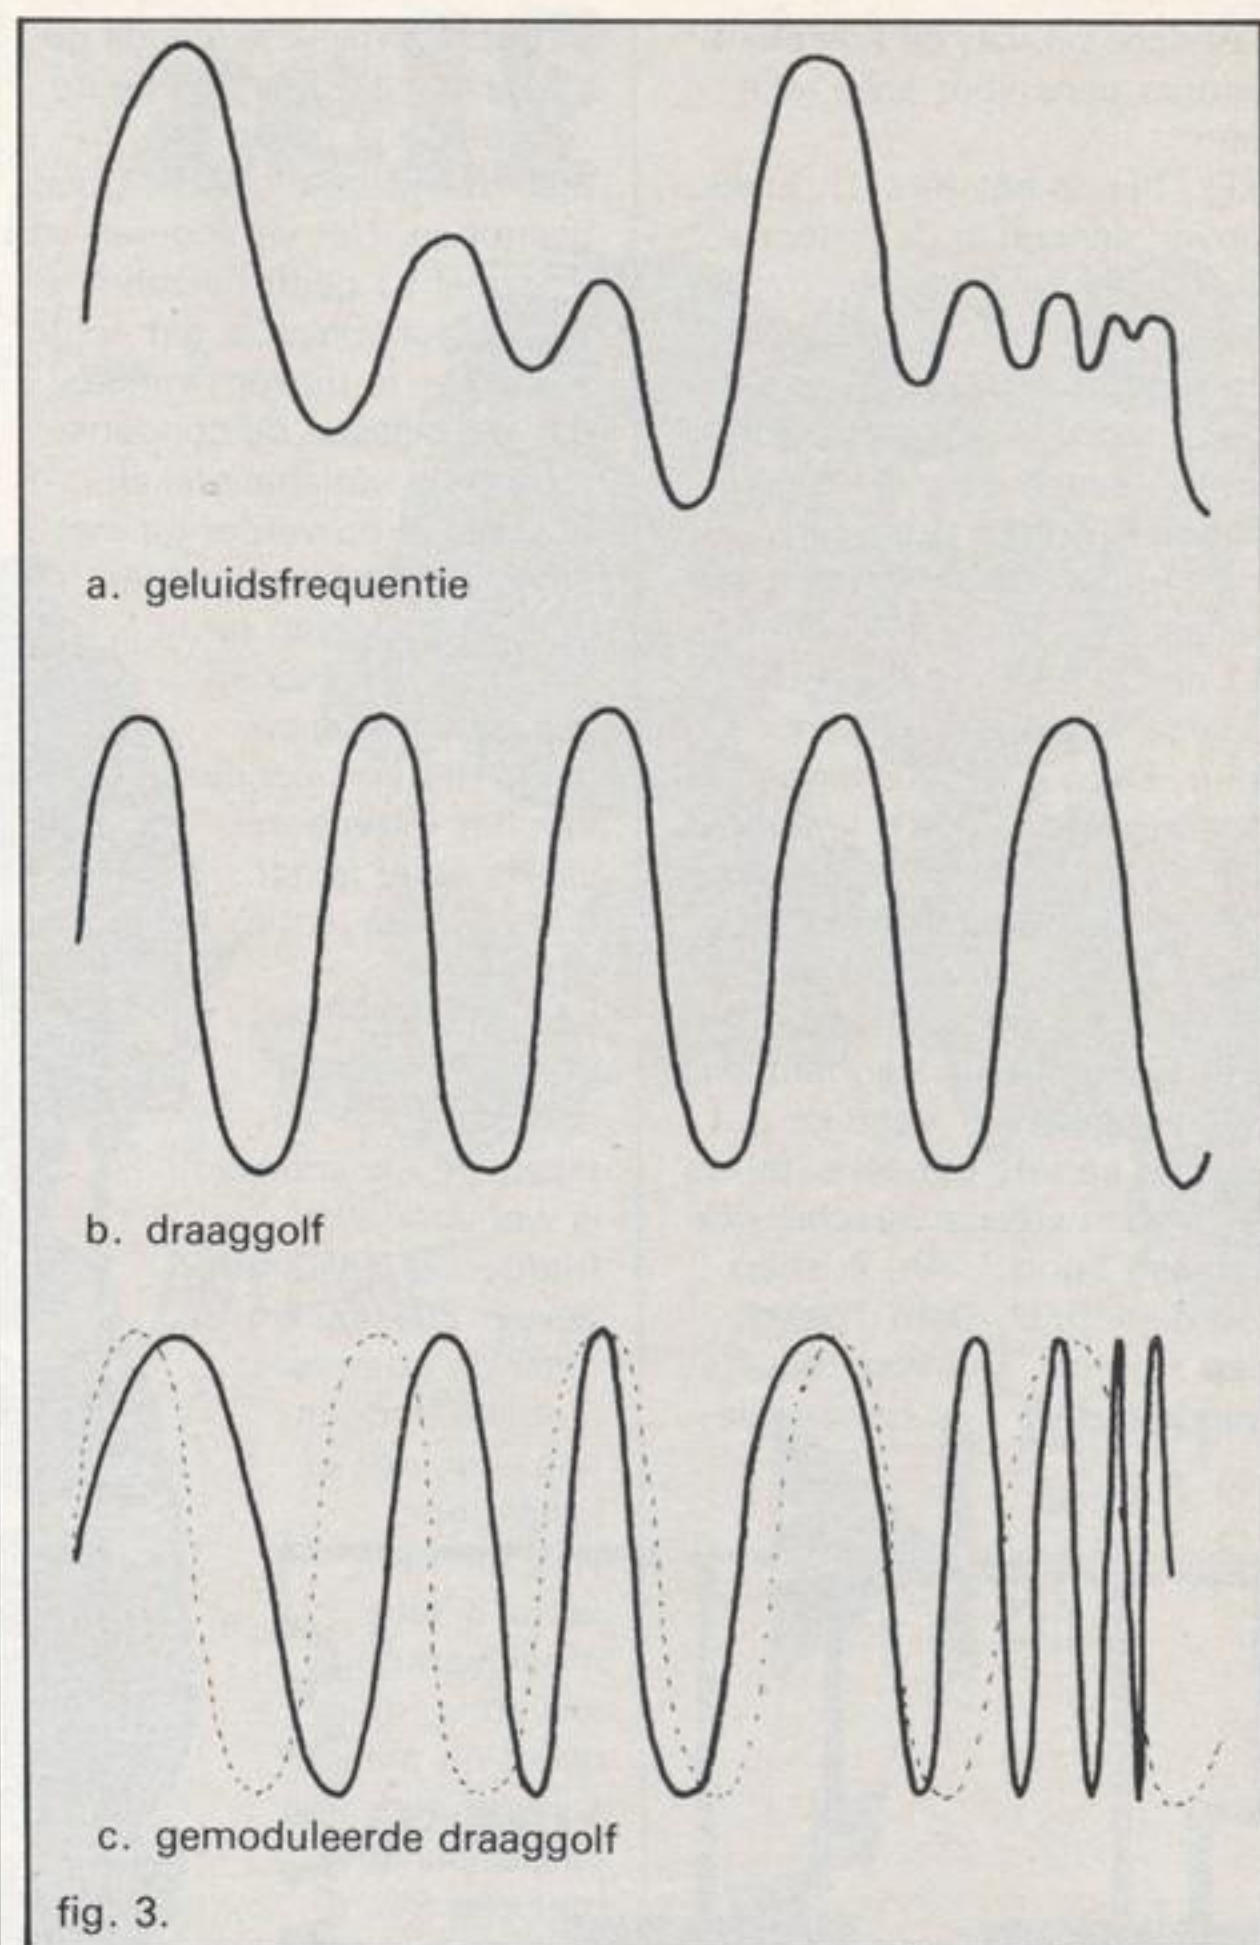 a. geluidsfrequentie
b. draaggolf
c. gemoduleerde draaggolf
fig. 3.